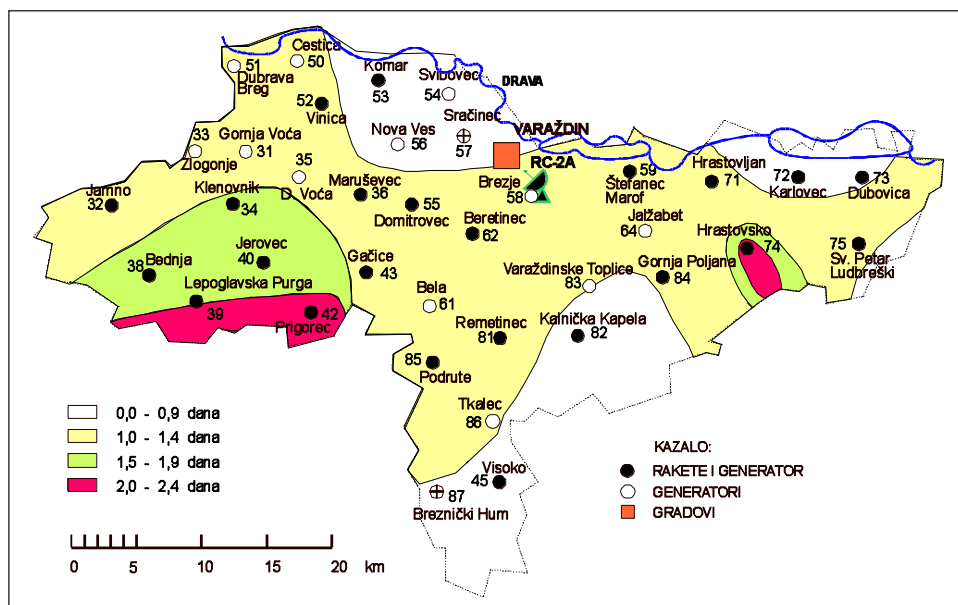 Cestica
50
51
Dubrava
Breg
Komar
53
Svibovec
54
DRAVA
52
Vinica
Sračinec
57
Nova Ves
56
VARAŽDIN
RC-2A
33
Zlogonje
Gornja Voća
31
35
D. Voća
Brezje
58
59
Štefanec
Marof
Hrastovljan
71
72
Karlovec
73
Dubovica
Jamno
32
Klenovnik
34
Maruševec
36
Domitrovec
55
Beretinec
62
Jalžabet
64
Hrastovsko
74
75
Sv. Petar
Ludbreški
Bednja
38
Jerovec
40
Gačice
43
Varaždinske Toplice
83
Gornja Poljana
84
Lepoglavska Purga
39
42
Prigorec
Bela
61
Remetinec
81
Kalnička Kapela
82
85
Podrute
Tkalec
86
Visoko
45
87
Breznički Hum
0,0 - 0,9 dana
1,0 - 1,4 dana
1,5 - 1,9 dana
2,0 - 2,4 dana
KAZALO:
RAKETE I GENERATOR
GENERATORI
GRADOVI
0 5 10 20 km